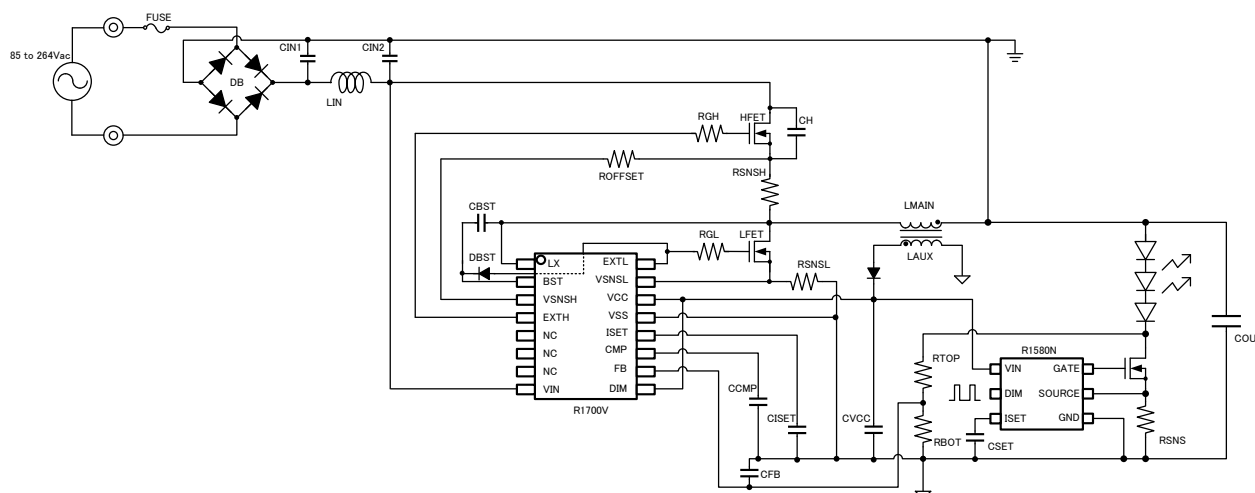 FUSE
85 to 264Vac
CIN1
CIN2
DB
LIN
RGH
HFET
CH
ROFFSET
RSNSH
CBST
LMAIN
RGL
LFET
DBST
LAUX
LX
EXTL
BST
VSNSL
RSNSL
VSNSH
VCC
EXTH
VSS
NC
ISET
NC
CMP
NC
FB
VIN
DIM
R1700V
CCMP
CISET
CVCC
CFB
RTOP
RBOT
R1580N
VIN
GATE
DIM
SOURCE
ISET
GND
CSET
RSNS
COU